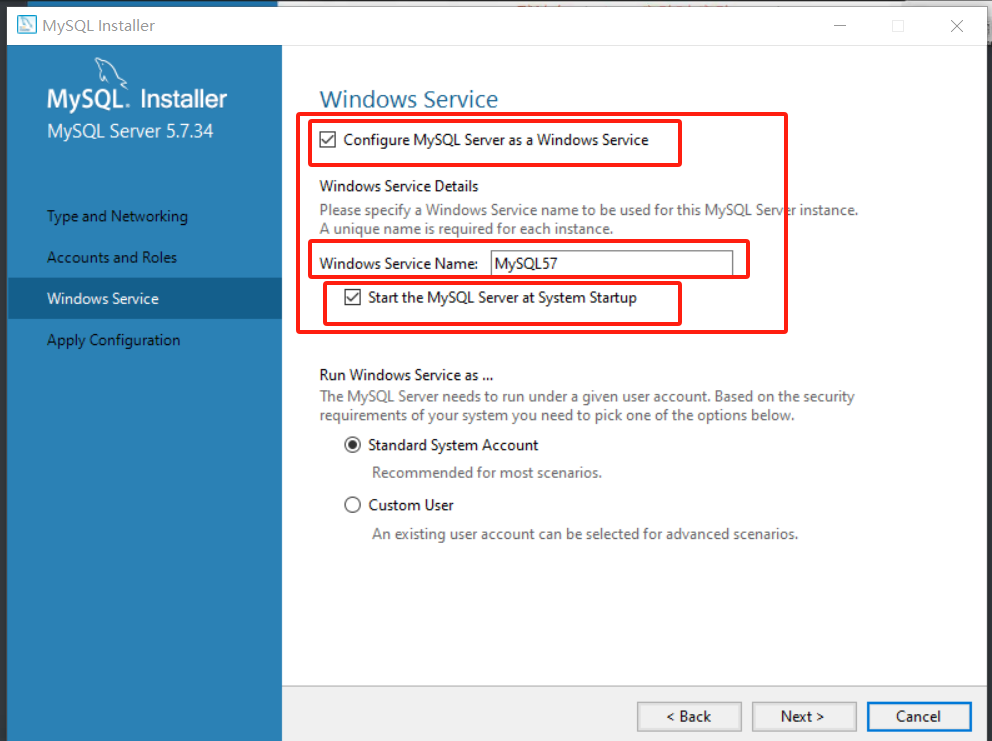 MySQL Installer
MySQL. Installer
MySQL Server 5.7.34
Type and Networking
Accounts and Roles
Windows Service
Apply Configuration
Windows Service
Configure MySQL Server as a Windows Service
Windows Service Details
Please specify a Windows Service name to be used for this MySQL Server instance.
A unique name is required for each instance.
Windows Service Name: MySQL57
Start the MySQL Server at System Startup
Run Windows Service as ...
The MySQL Server needs to run under a given user account. Based on the security
requirements of your system you need to pick one of the options below.
Standard System Account
Recommended for most scenarios.
Custom User
An existing user account can be selected for advanced scenarios.
< Back
Next >
Cancel